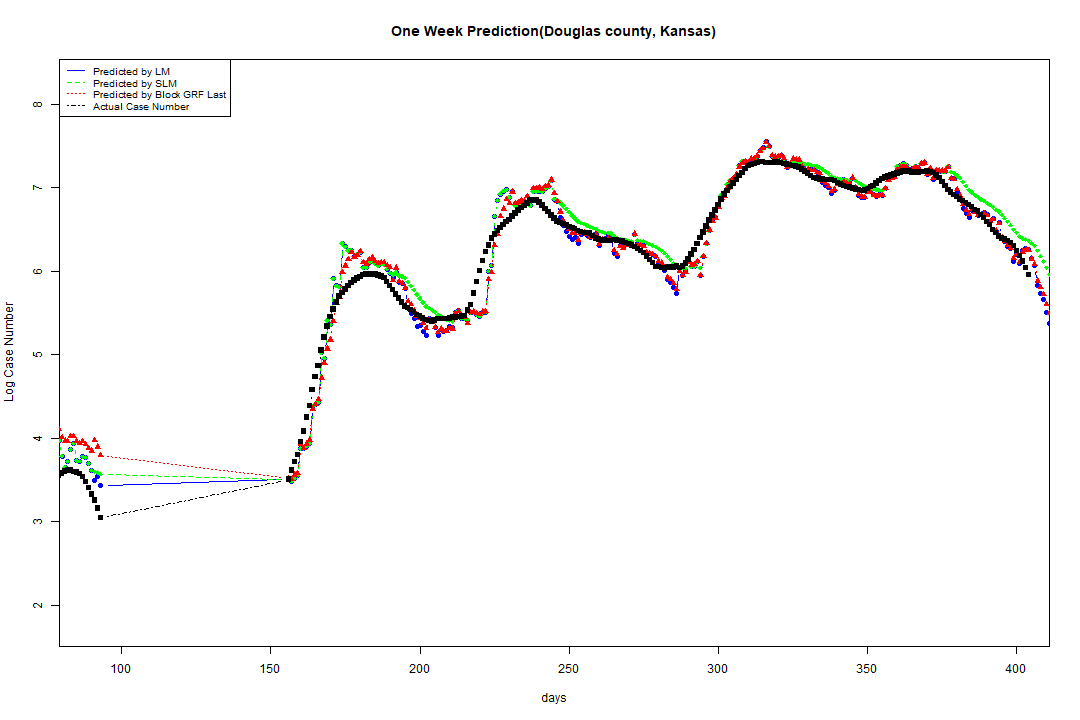 One Week Prediction(Douglas county, Kansas)
Predicted by LM
Predicted by SLM
Predicted by Block GRF Last
Actual Case Number
8
7
6
5
4
3
2
Log Case Number
100 150 200 250 300 350 400
days